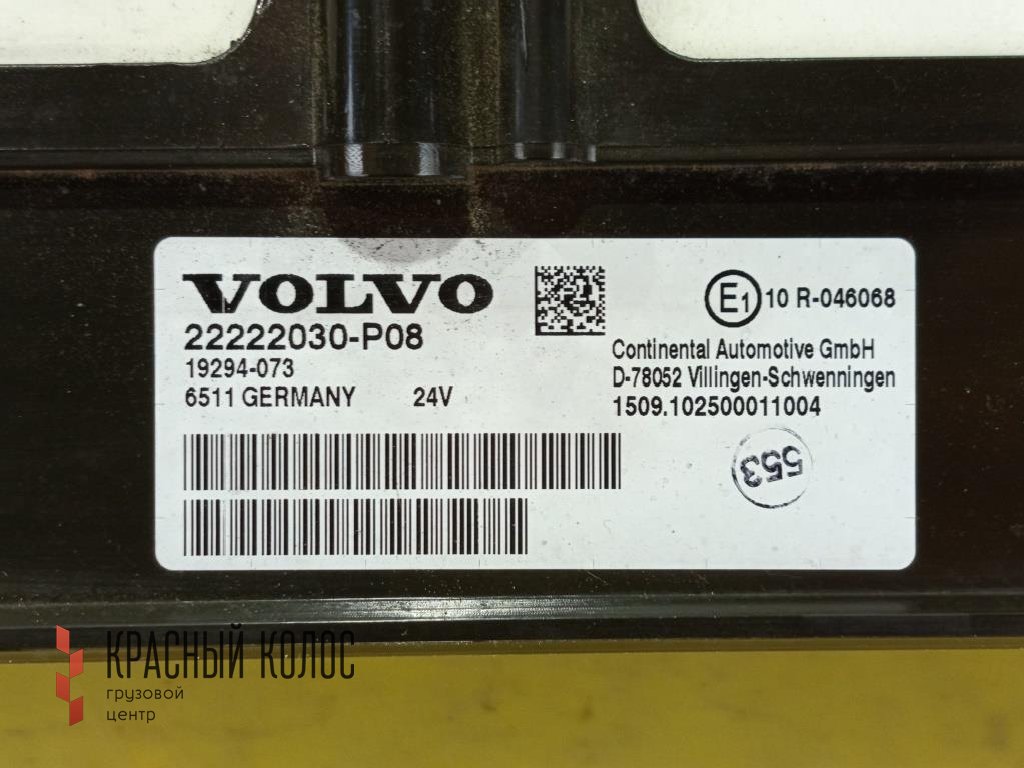 VOLVO
22222030-P08
19294-073
6511 GERMANY 24V
E1 10 R-046068
Continental Automotive GmbH
D-78052 Villingen-Schwenningen
1509.102500011004
553
КРАСНЫЙ КОЛОС
грузовой
центр